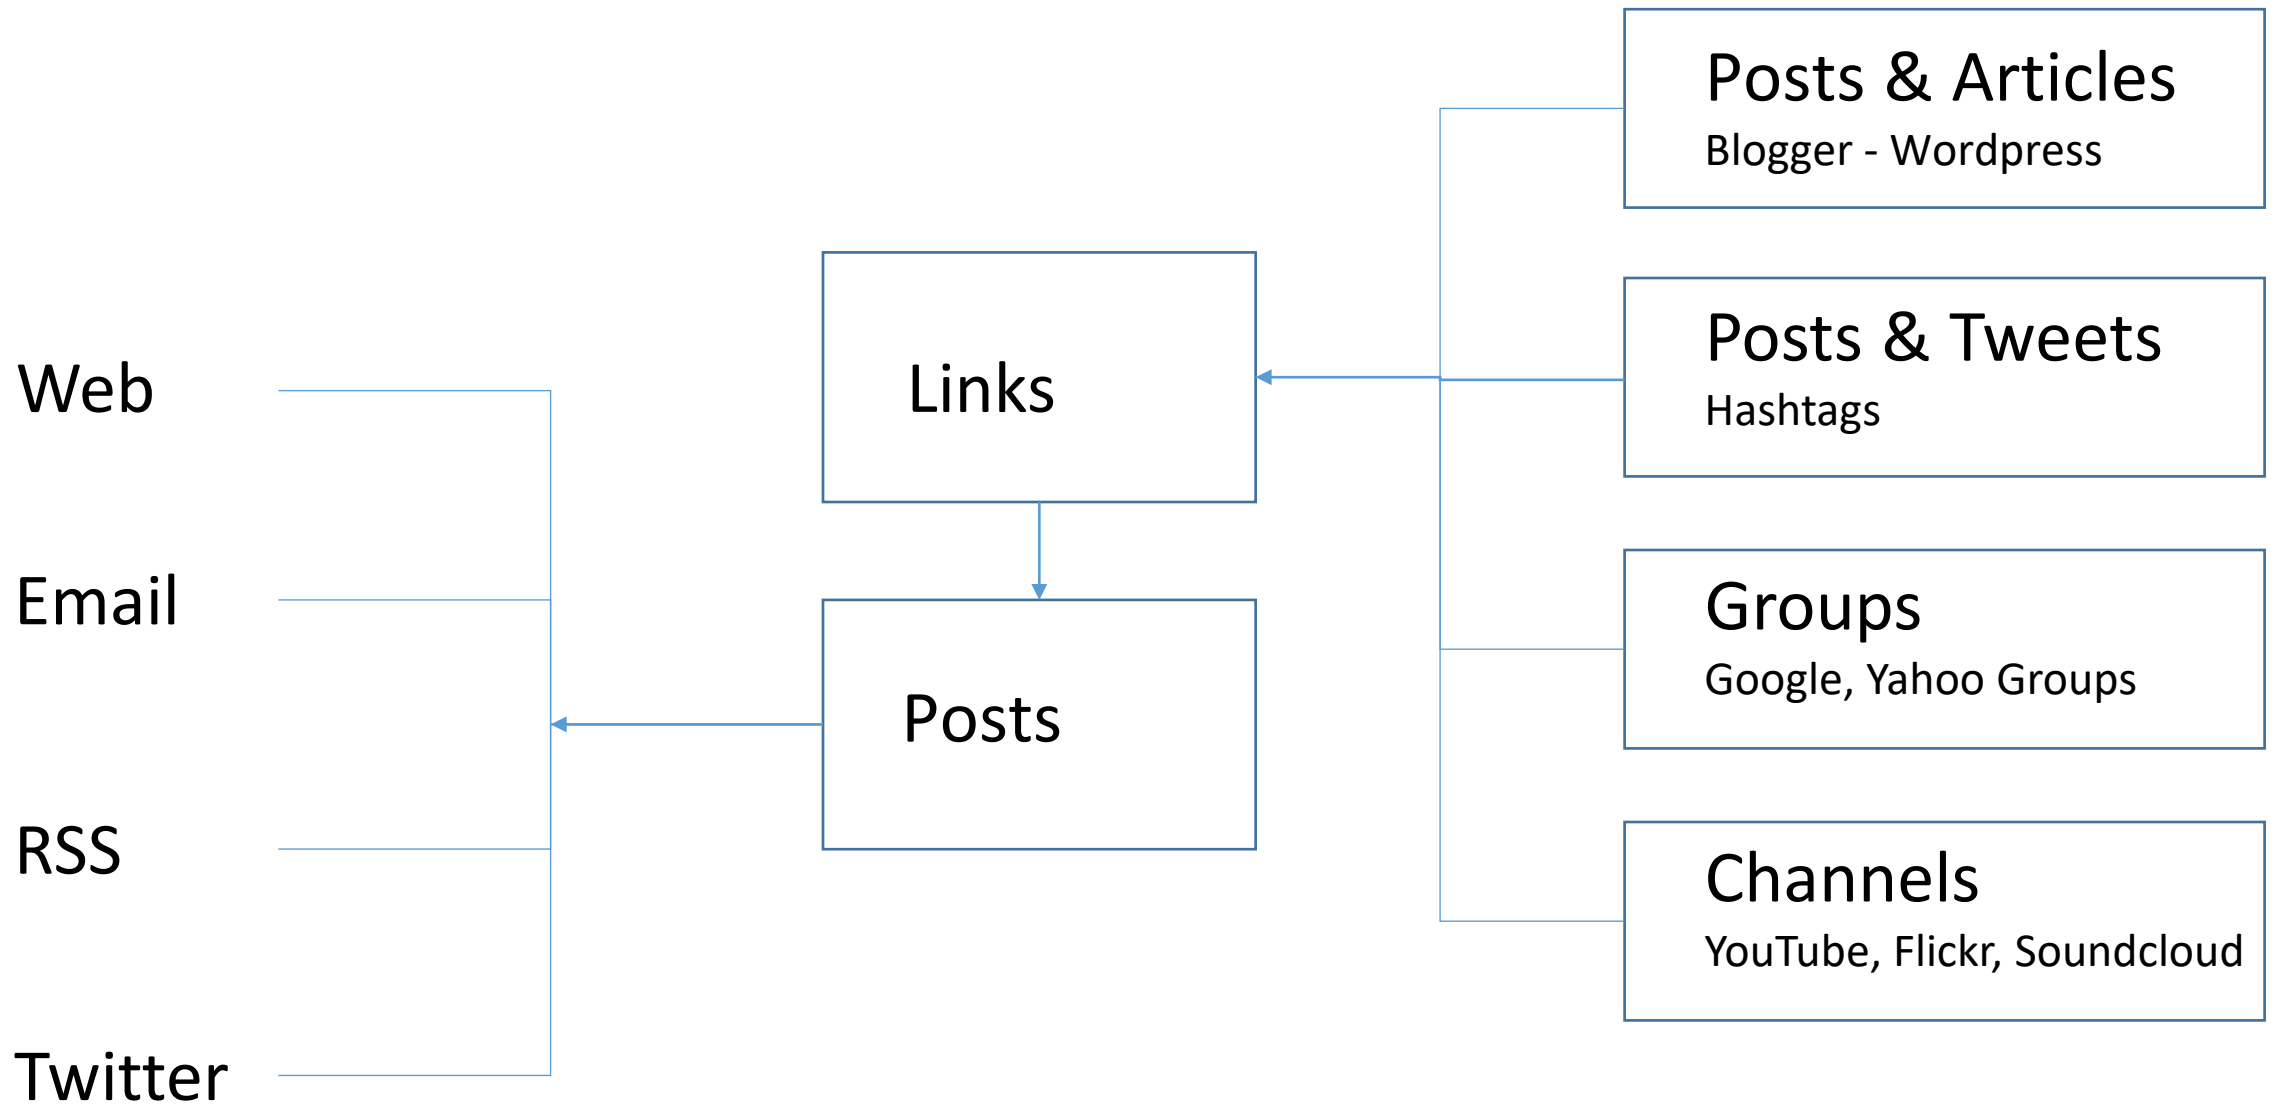 Posts & Articles
Blogger - Wordpress
Posts & Tweets
Hashtags
Groups
Google, Yahoo Groups
Channels
YouTube, Flickr, Soundcloud
Links
Posts
Web
Email
RSS
Twitter